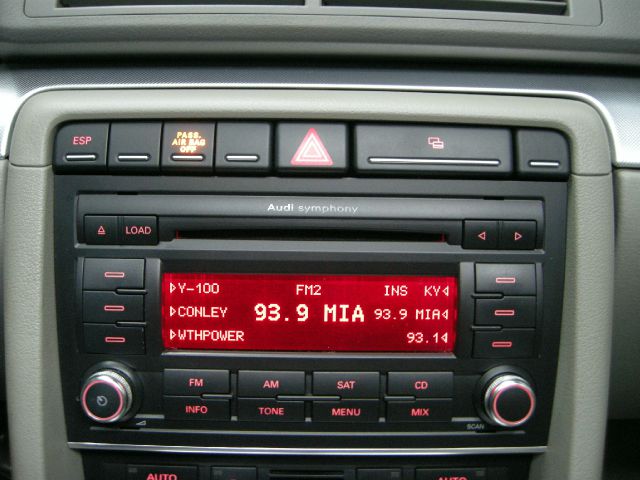 ESP
PASS.
AIR BAG
OFF
Audi symphony
LOAD
Y-100 FM2 INS KY
CONLEY 93.9 MIA 93.9 MIA
WTHPOWER 93.1
FM AM SAT CD
INFO TONE MENU MIX
SCAN
AUTO AUTO